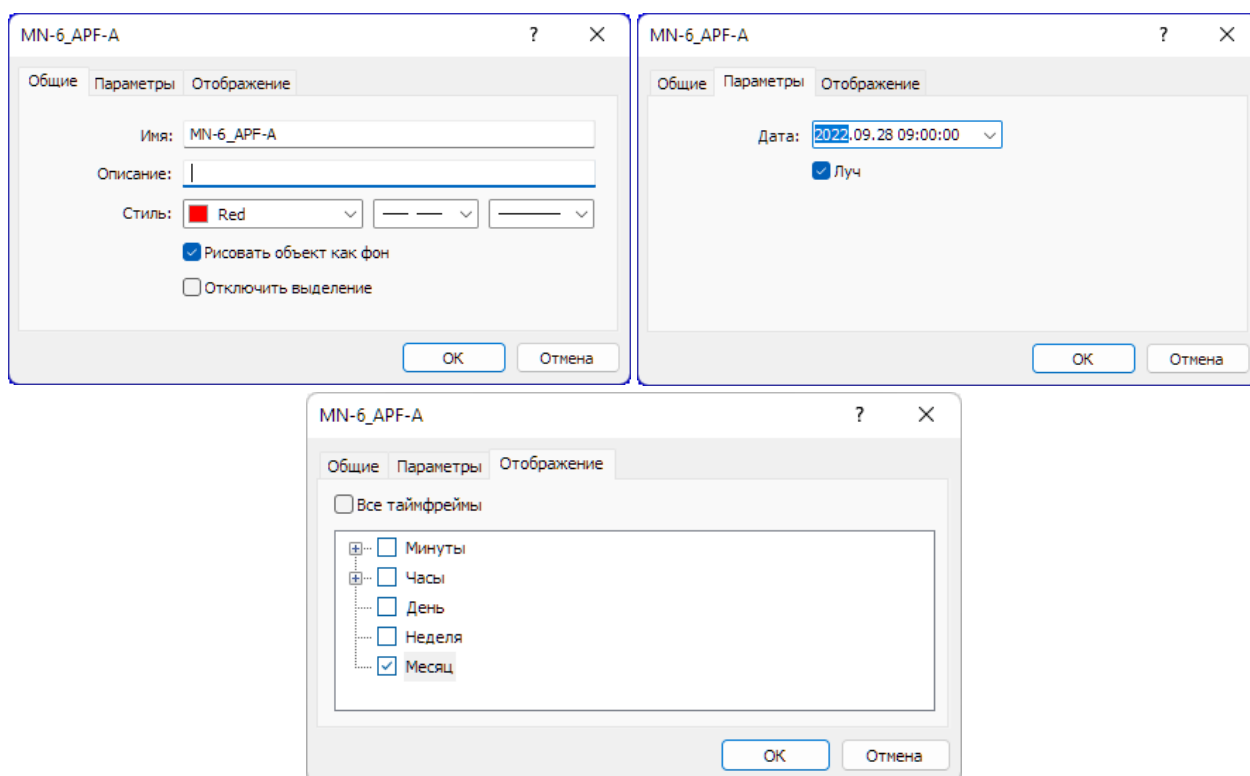 MN-6_APF-A ?
Общие Параметры Отображение
Имя: MN-6_APF-A
Описание:
Стиль: Red
Рисовать объект как фон
Отключить выделение
OK Отмена
MN-6_APF-A ?
Общие Параметры Отображение
Дата: 2022.09.28 09:00:00
Луч
OK Отмена
MN-6_APF-A ?
Общие Параметры Отображение
Все таймфреймы
Минуты
Часы
День
Неделя
Месяц
OK Отмена